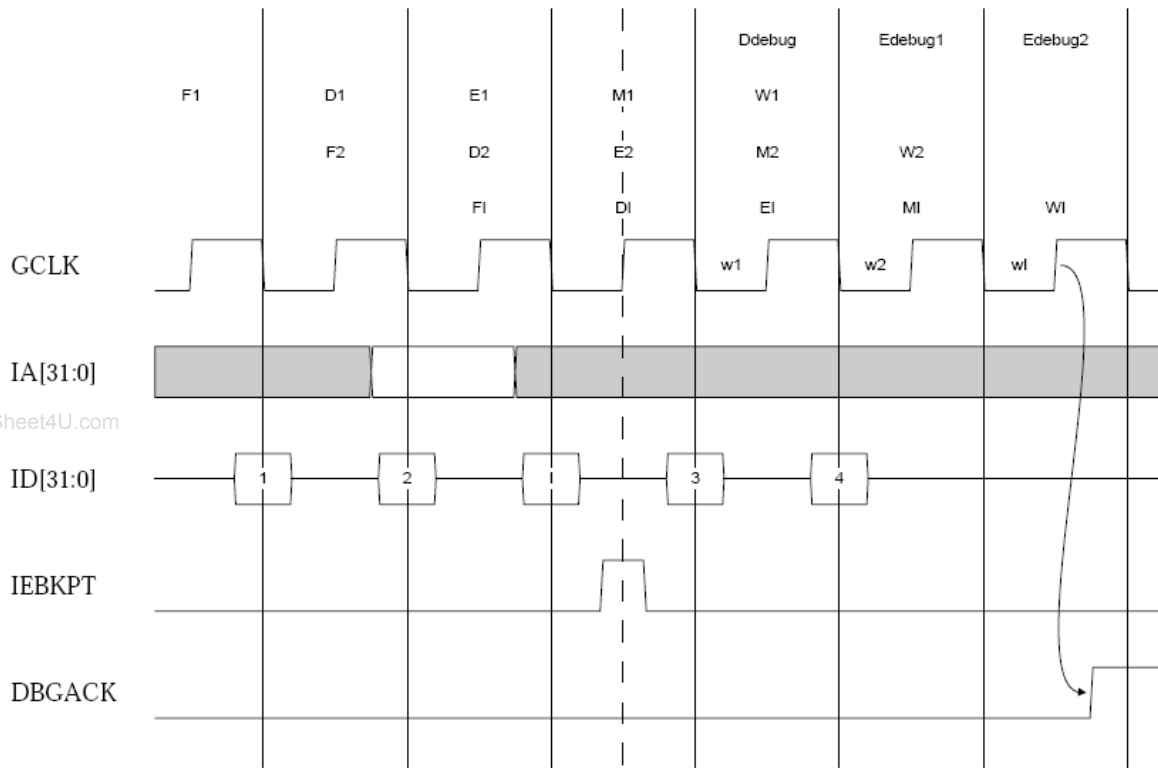 Ddebug Edebug1 Edebug2
F1 D1 E1 M1 W1
F2 D2 E2 M2 W2
FI DI EI MI WI
GCLK w1 w2 wI
IA[31:0]
Sheet4U.com
ID[31:0] 1 2 I 3 4
IEBKPT
DBGACK